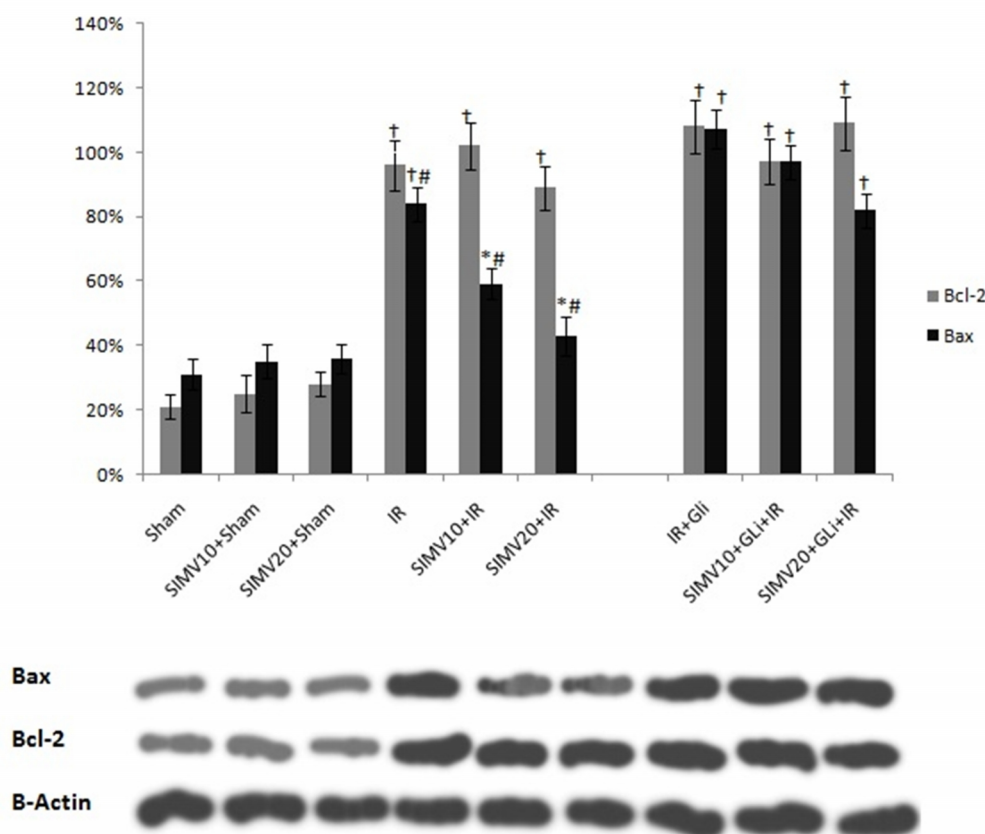 140%
120%
100%
80%
60%
40%
20%
0%
†
†#
†
*#
†
*#
†
†
†
†
†
†
Bcl-2
Bax
Sham
SIMV10+Sham
SIMV20+Sham
IR
SIMV10+IR
SIMV20+IR
IR+Gli
SIMV10+GLi+IR
SIMV20+GLi+IR
Bax
Bcl-2
B-Actin